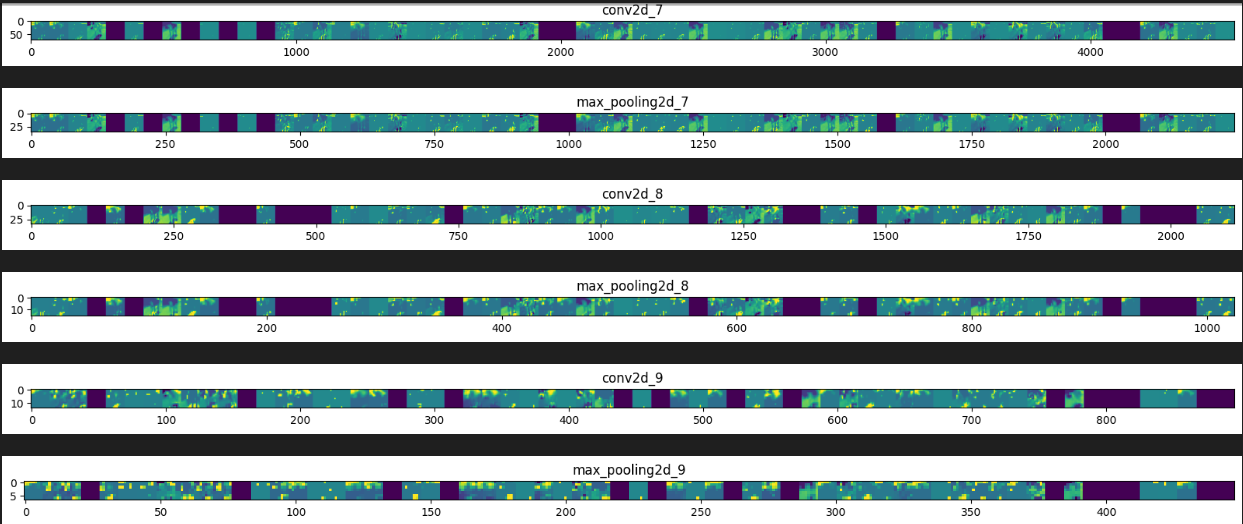 conv2d_7
0
50
0 1000 2000 3000 4000
max_pooling2d_7
0
25
0 250 500 750 1000 1250 1500 1750 2000
conv2d_8
0
25
0 250 500 750 1000 1250 1500 1750 2000
max_pooling2d_8
0
10
0 200 400 600 800 1000
conv2d_9
0
10
0 100 200 300 400 500 600 700 800
max_pooling2d_9
0
5
0 50 100 150 200 250 300 350 400